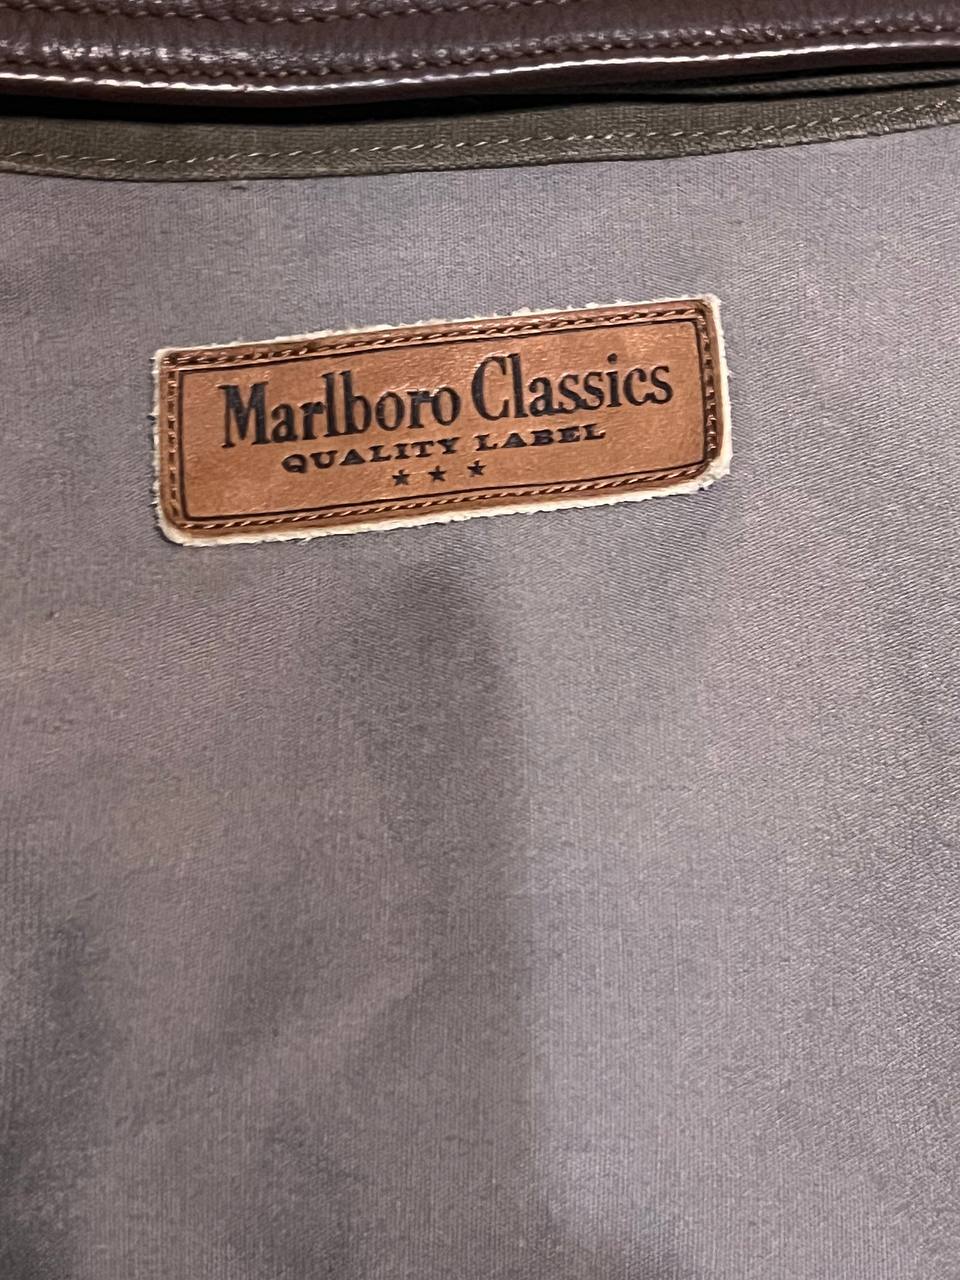 Marlboro Classics
QUALITY LABEL
★ ★ ★